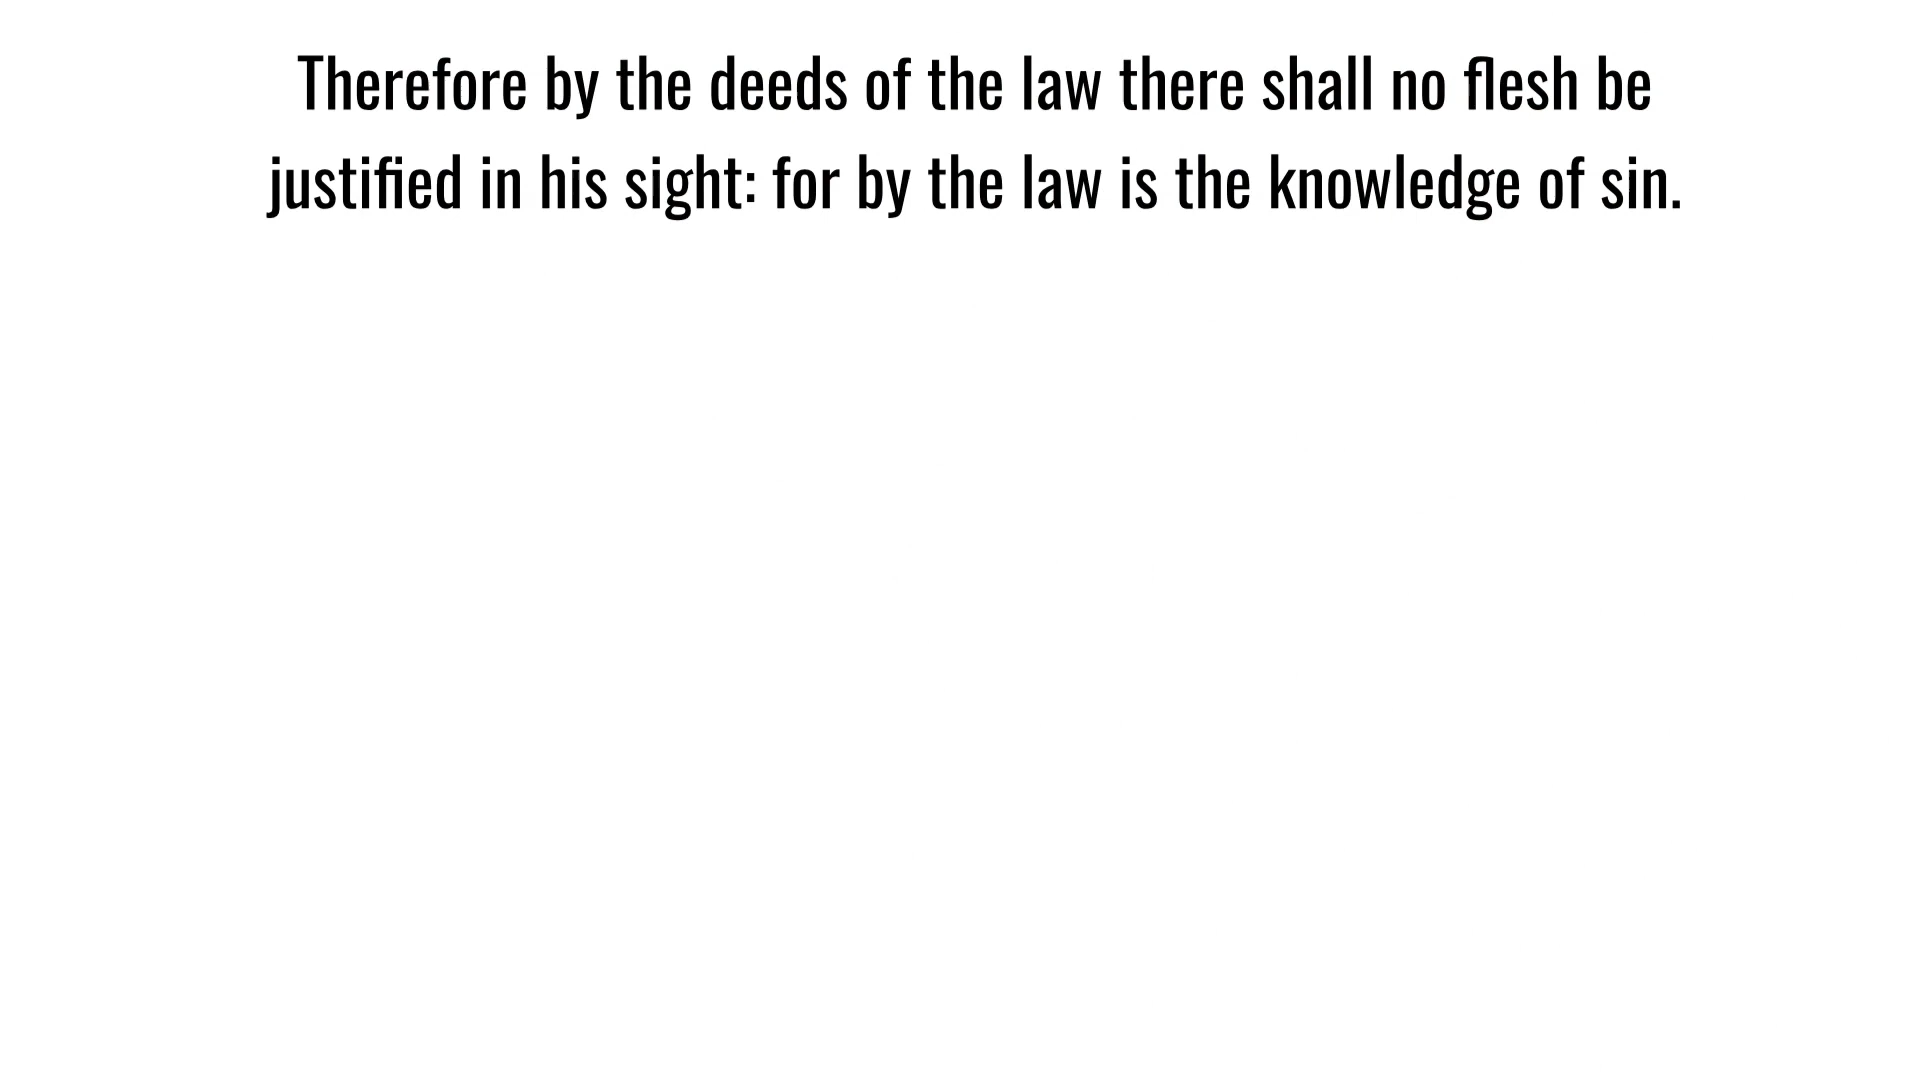 Therefore by the deeds of the law there shall no flesh be
justified in his sight: for by the law is the knowledge of sin.